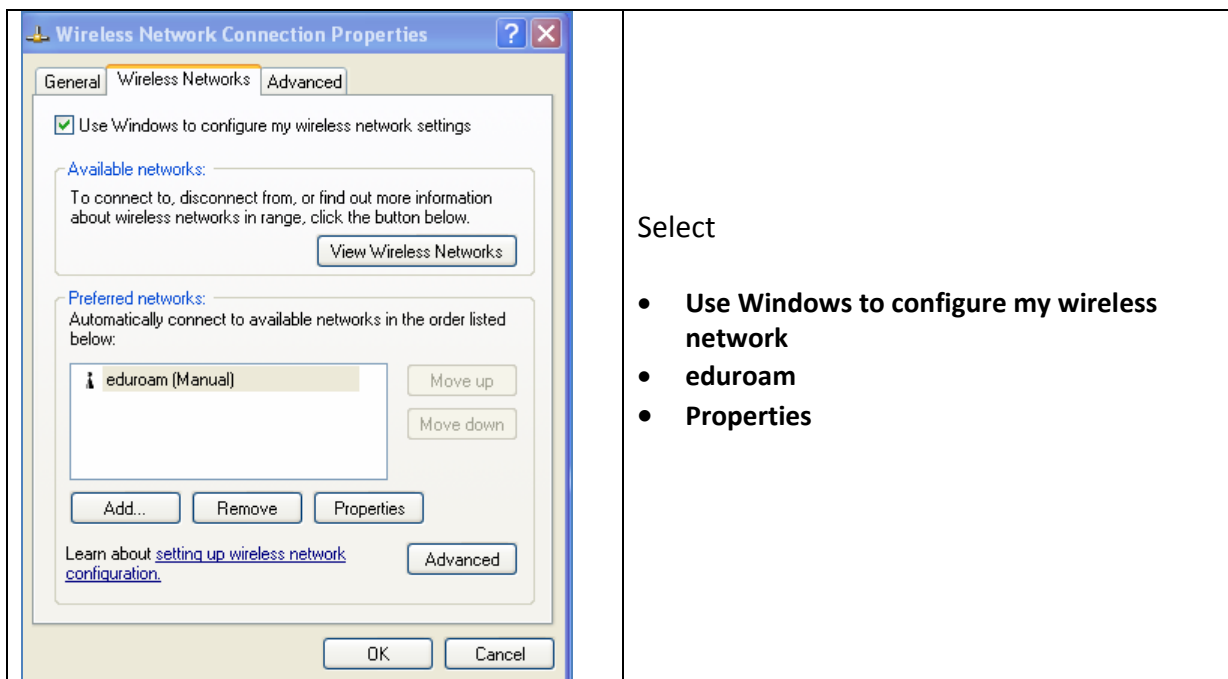 Wireless Network Connection Properties
General Wireless Networks Advanced
Use Windows to configure my wireless network settings
Available networks:
To connect to, disconnect from, or find out more information
about wireless networks in range, click the button below.
View Wireless Networks
Preferred networks:
Automatically connect to available networks in the order listed
below:
eduroam (Manual)
Move up
Move down
Add... Remove Properties
Learn about setting up wireless network
configuration.
Advanced
OK Cancel
Select
• Use Windows to configure my wireless
network
• eduroam
• Properties